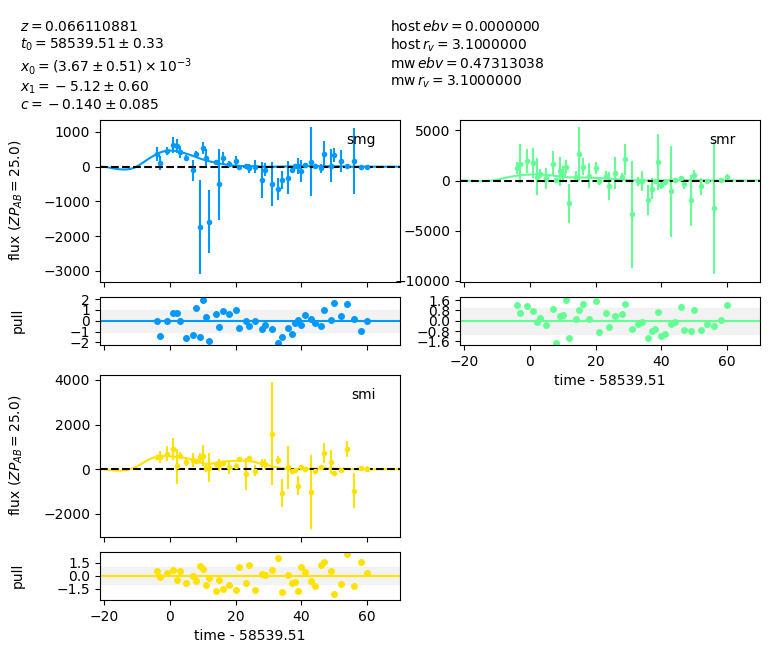 z = 0.066110881
t₀ = 58539.51 ± 0.33
x₀ = (3.67 ± 0.51) × 10⁻³
x₁ = − 5.12 ± 0.60
c = − 0.140 ± 0.085
host ebv = 0.0000000
host r_v = 3.1000000
mw ebv = 0.47313038
mw r_v = 3.1000000
smg
flux (ZP_AB = 25.0)
1000
0
−1000
−2000
−3000
smr
5000
0
−5000
−10000
pull
2
1
0
−1
−2
1.6
0.8
0.0
−0.8
−1.6
−20
0
20
40
60
time - 58539.51
smi
flux (ZP_AB = 25.0)
4000
2000
0
−2000
pull
1.5
0.0
−1.5
−20
0
20
40
60
time - 58539.51